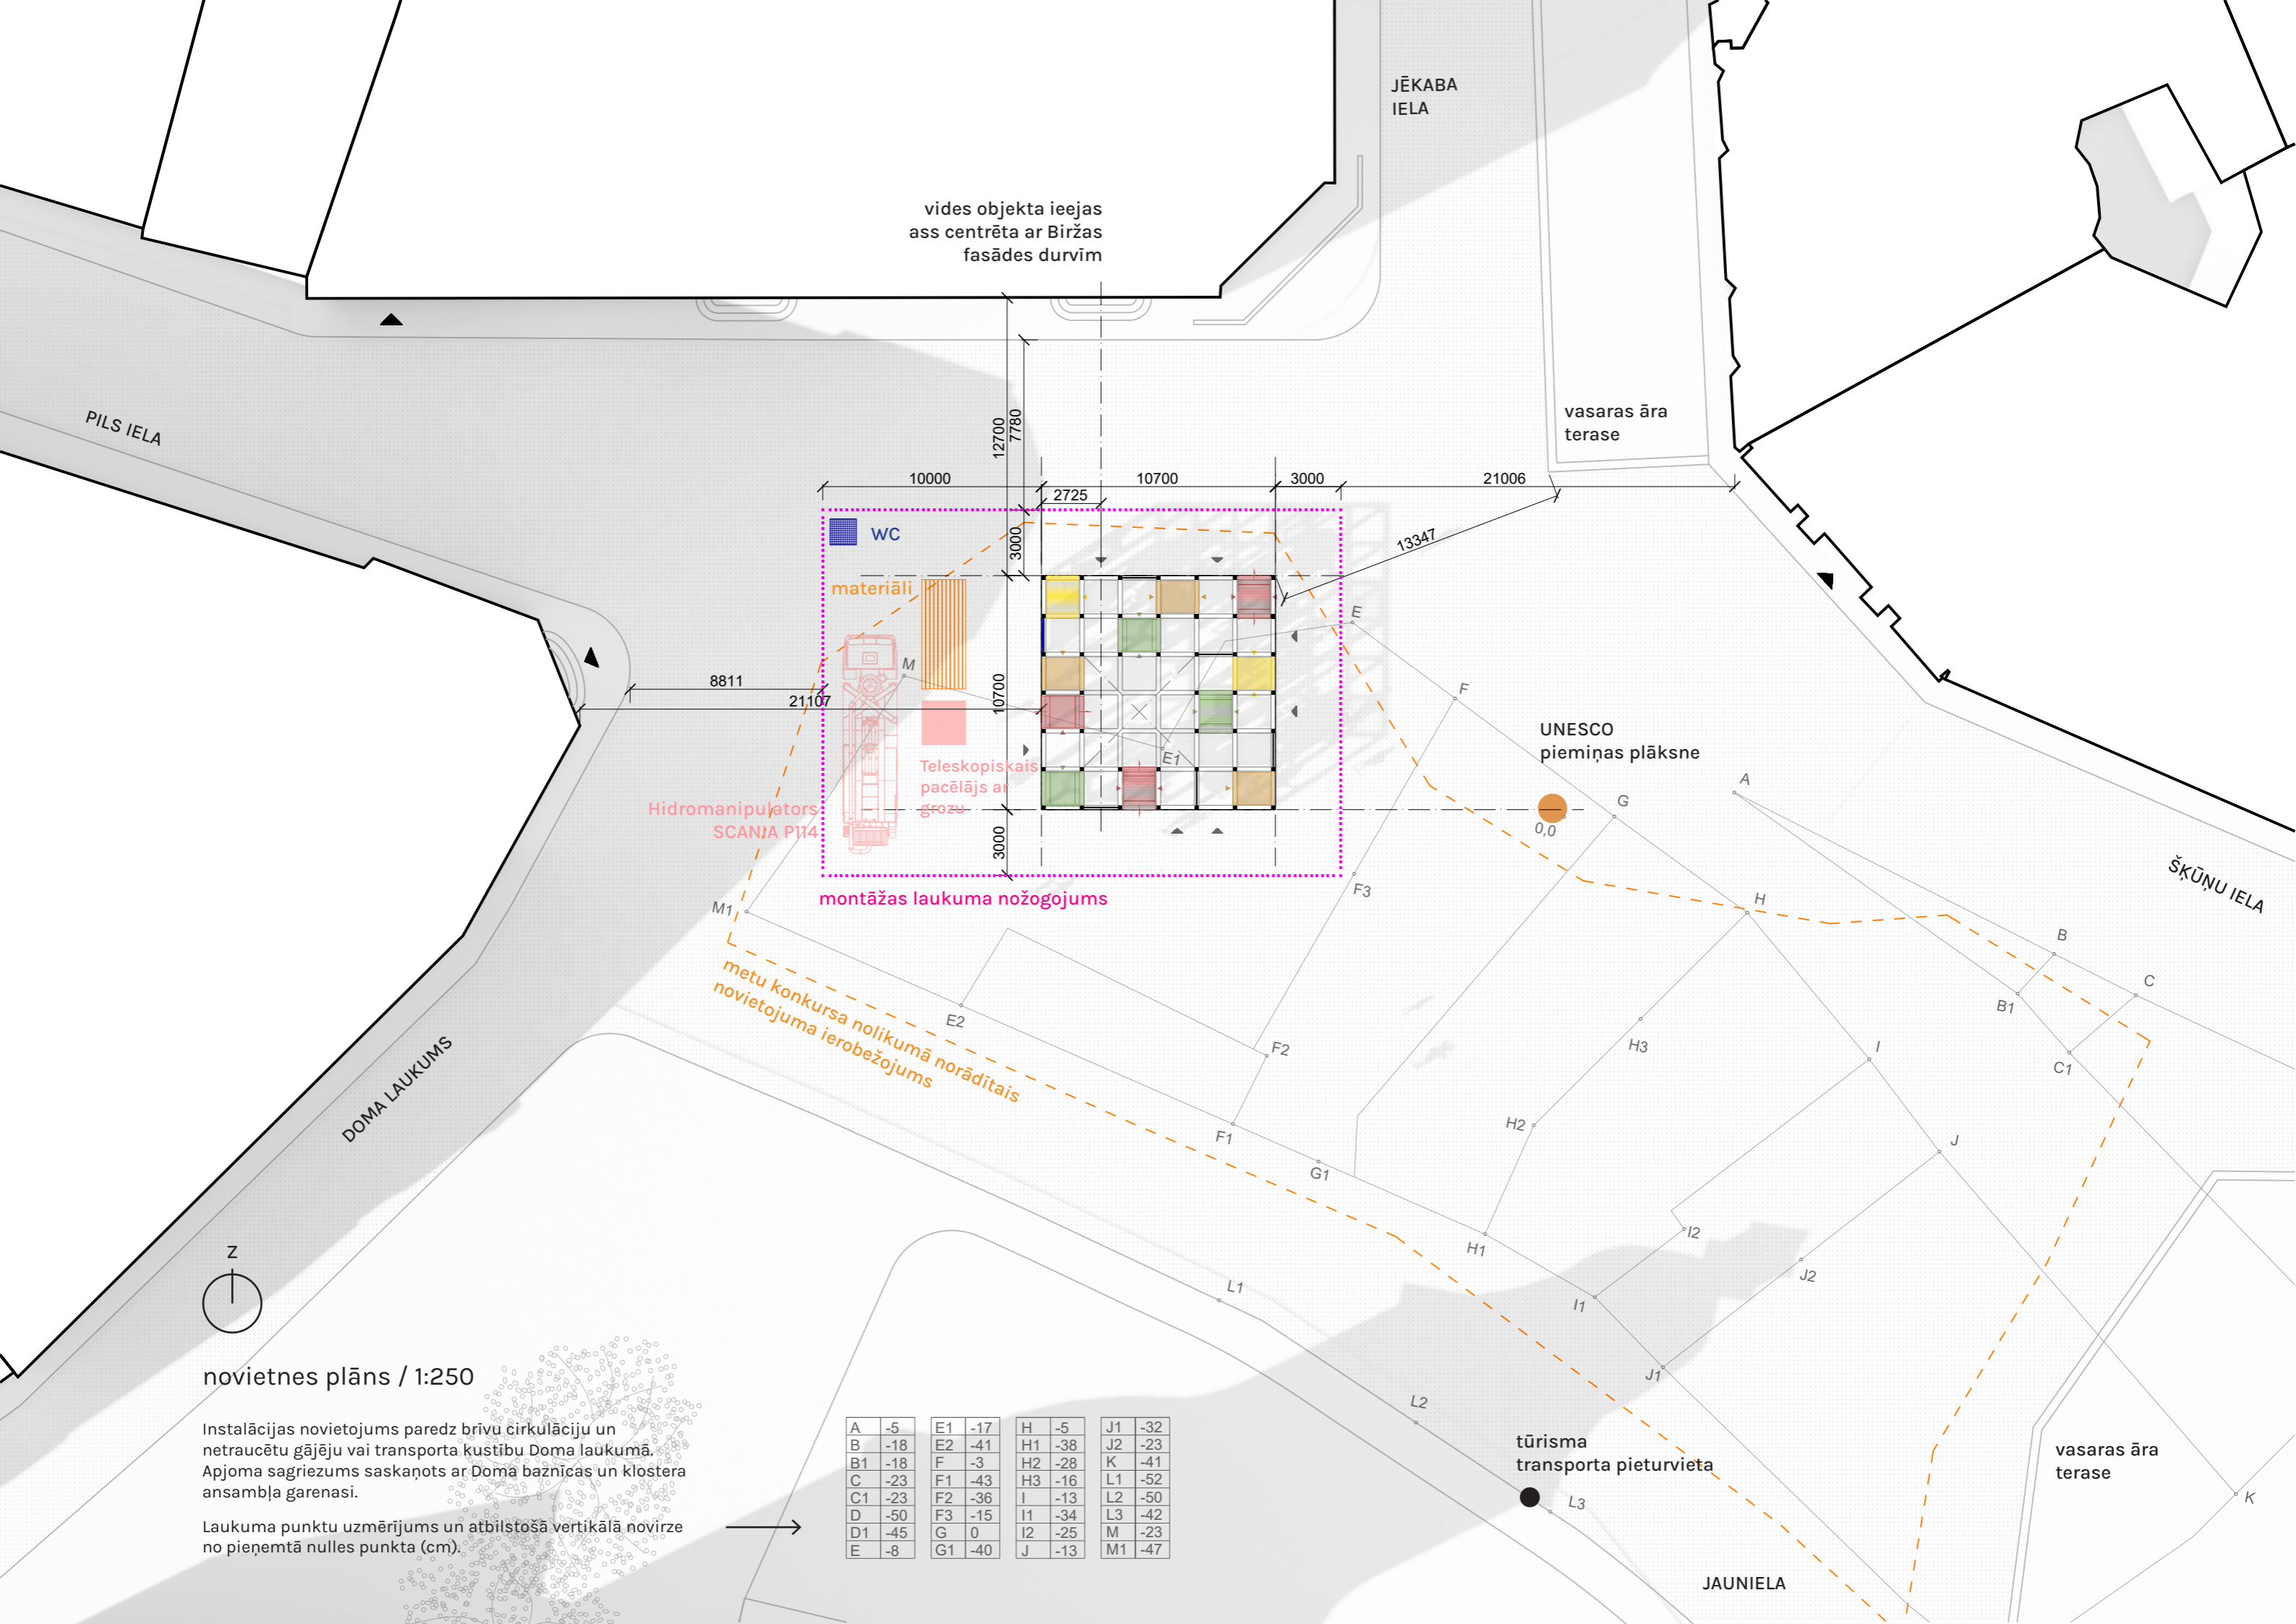 JĒKABA
IELA
vides objekta ieejas
ass centrēta ar Biržas
fasādes durvīm
PILS IELA
vasaras āra
terase
12700
7780
10000
10700
3000
21006
2725
13347
WC
3000
materiāli
E
M
F
8811
21107
10700
E1
UNESCO
piemiņas plāksne
A
Teleskopiskais
pacēlājs ar
grozu
Hidromanipulators
SCANIA P114
G
0,0
3000
F3
montāžas laukuma nožogojums
M1
H
ŠĶŪŅU IELA
B
C
B1
C1
metu konkursa nolikumā norādītais
novietojuma ierobežojums
E2
F2
H3
I
DOMA LAUKUMS
F1
H2
J
G1
H1
I2
J2
I1
L1
J1
L2
Z
novietnes plāns / 1:250
Instalācijas novietojums paredz brīvu cirkulāciju un
netraucētu gājēju vai transporta kustību Doma laukumā.
Apjoma sagriezums saskaņots ar Doma baznīcas un klostera
ansambļa garenasi.
Laukuma punktu uzmērījums un atbilstošā vertikālā novirze
no pieņemtā nulles punkta (cm).
A -5 E1 -17 H -5 J1 -32
B -18 E2 -41 H1 -38 J2 -23
B1 -18 F -3 H2 -28 K -41
C -23 F1 -43 H3 -16 L1 -52
C1 -23 F2 -36 I -13 L2 -50
D -50 F3 -15 I1 -34 L3 -42
D1 -45 G 0 I2 -25 M -23
E -8 G1 -40 J -13 M1 -47
tūrisma
transporta pieturvieta
L3
vasaras āra
terase
K
JAUNIELA